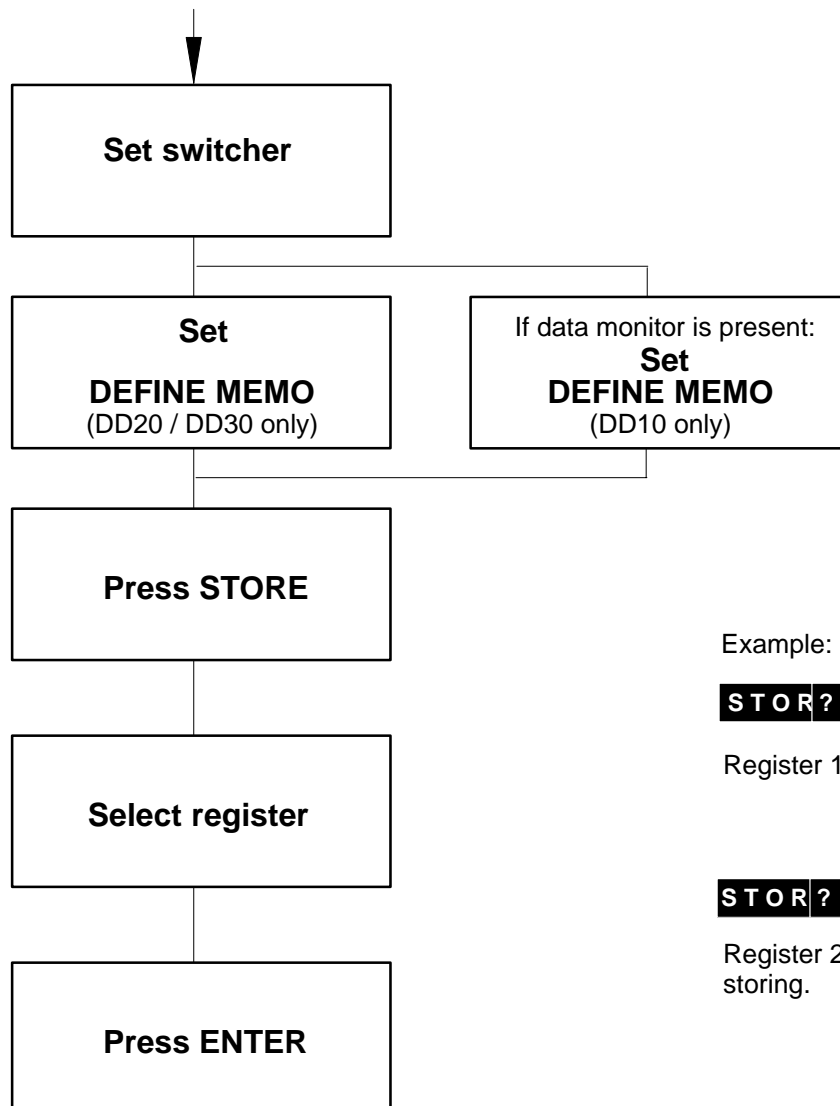 Set switcher
Set
DEFINE MEMO
(DD20 / DD30 only)
If data monitor is present:
Set
DEFINE MEMO
(DD10 only)
Press STORE
Select register
Press ENTER
Example:
STOR?
Register 1
STOR?
Register 2
storing.